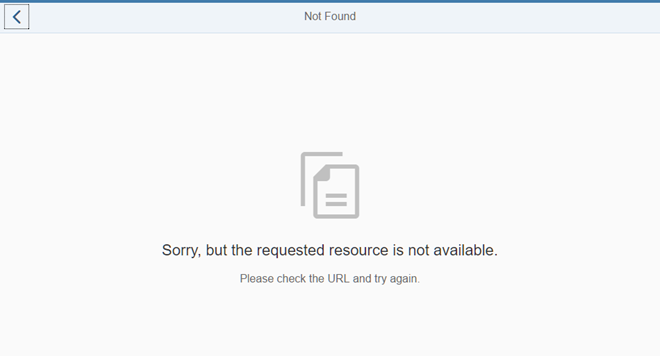 Not Found
Sorry, but the requested resource is not available.
Please check the URL and try again.